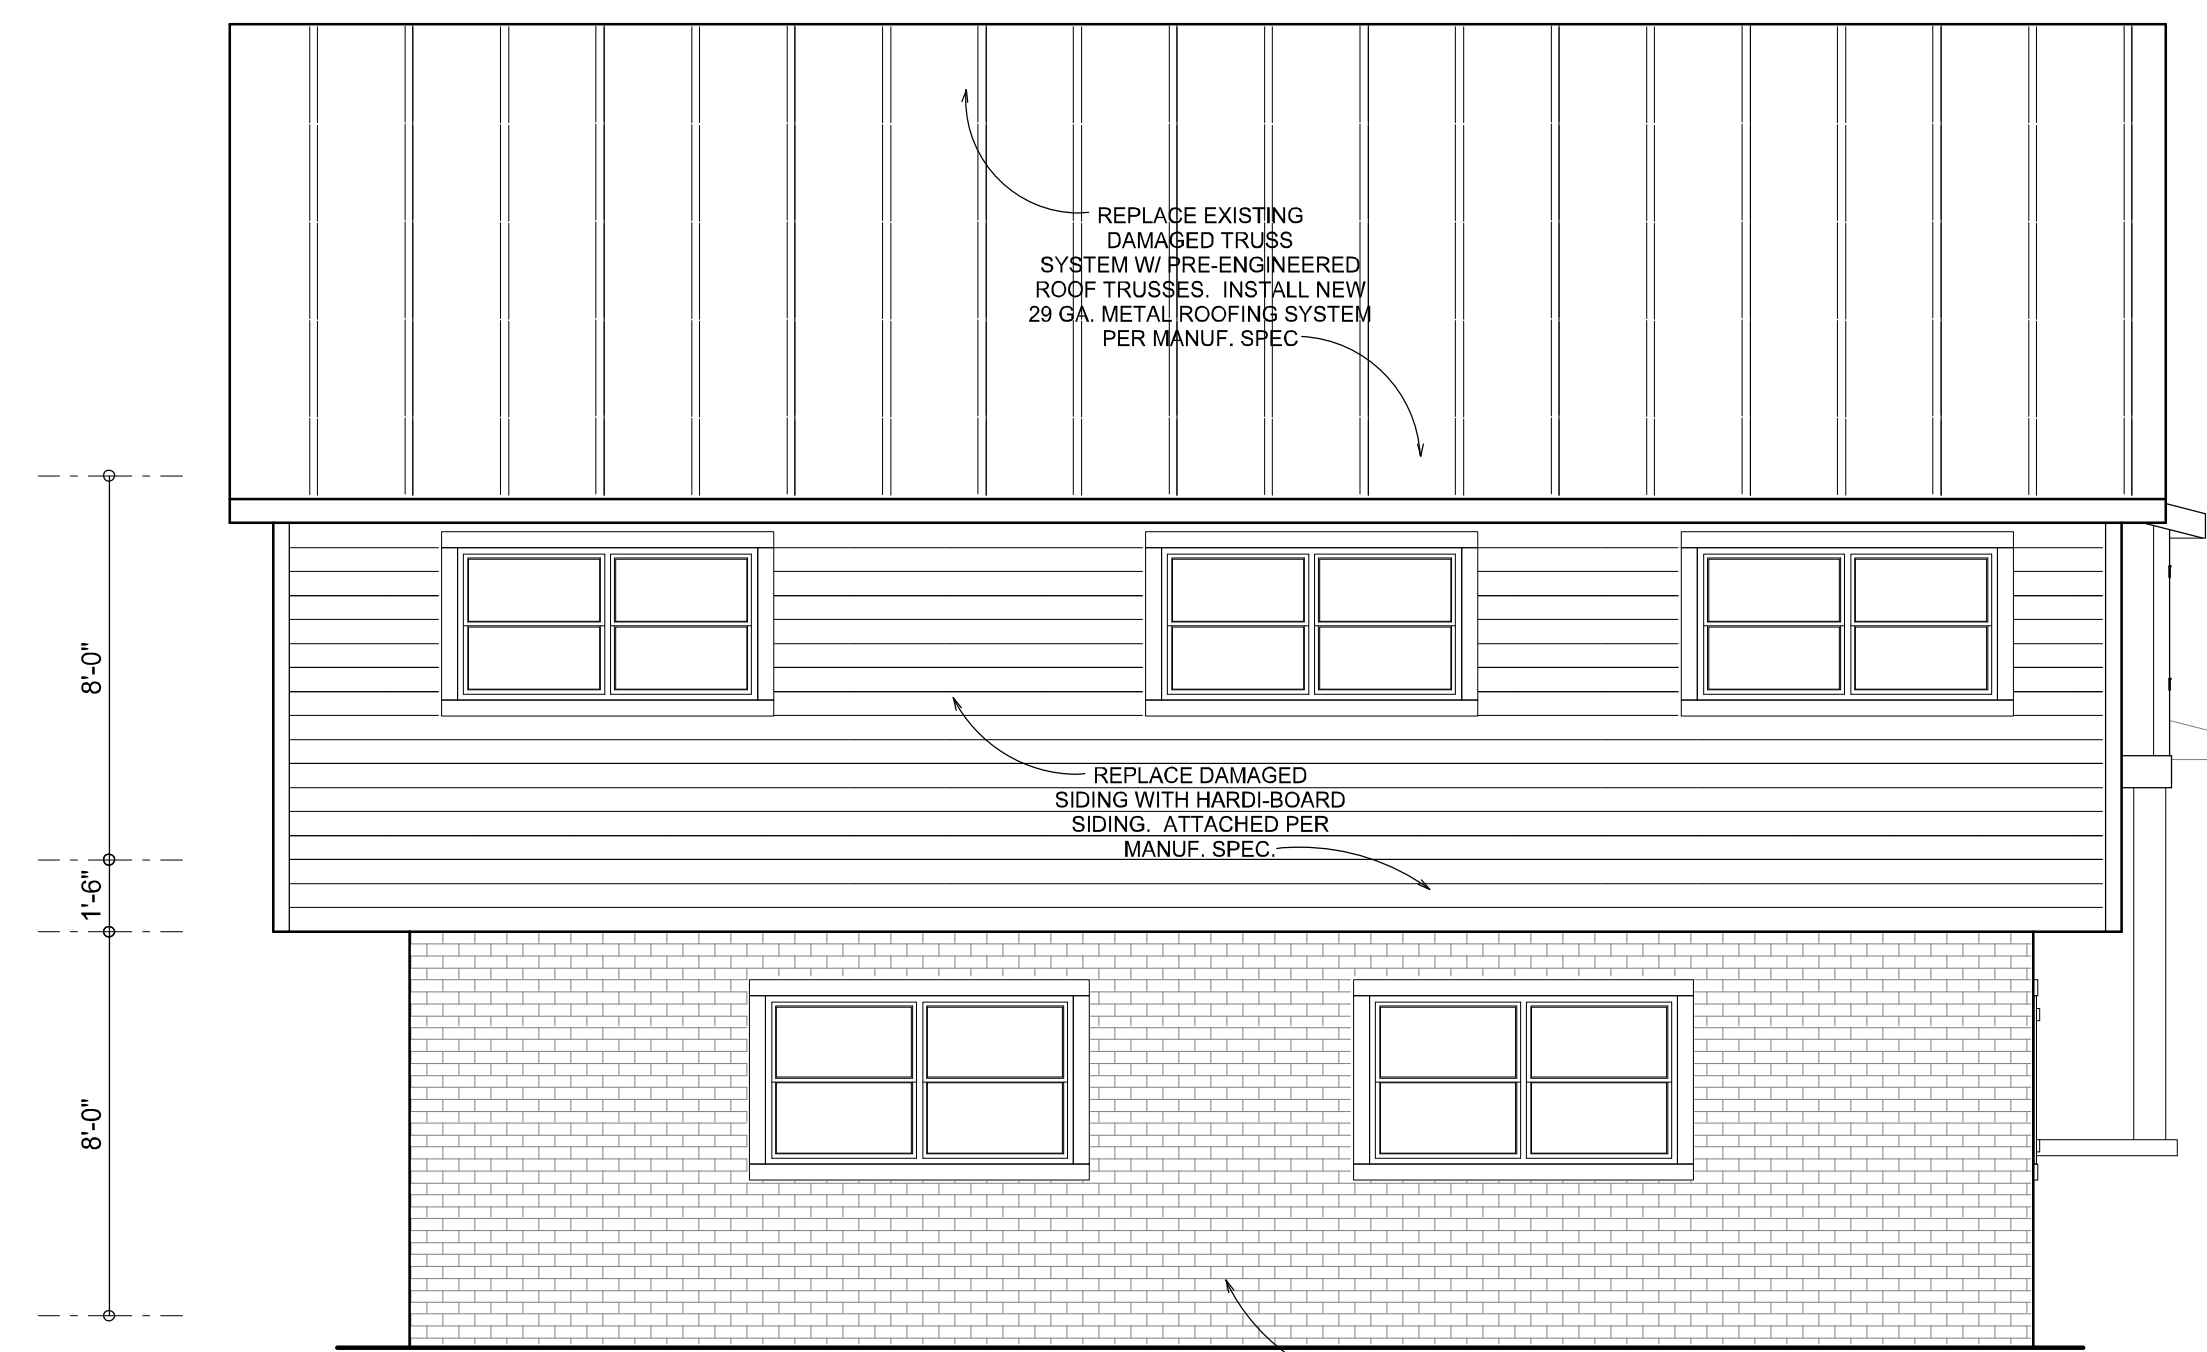 REPLACE EXISTING
DAMAGED TRUSS
SYSTEM W/ PRE-ENGINEERED
ROOF TRUSSES. INSTALL NEW
29 GA. METAL ROOFING SYSTEM
PER MANUF. SPEC
8'-0"
REPLACE DAMAGED
SIDING WITH HARDI-BOARD
SIDING. ATTACHED PER
MANUF. SPEC.
1'-6"
8'-0"